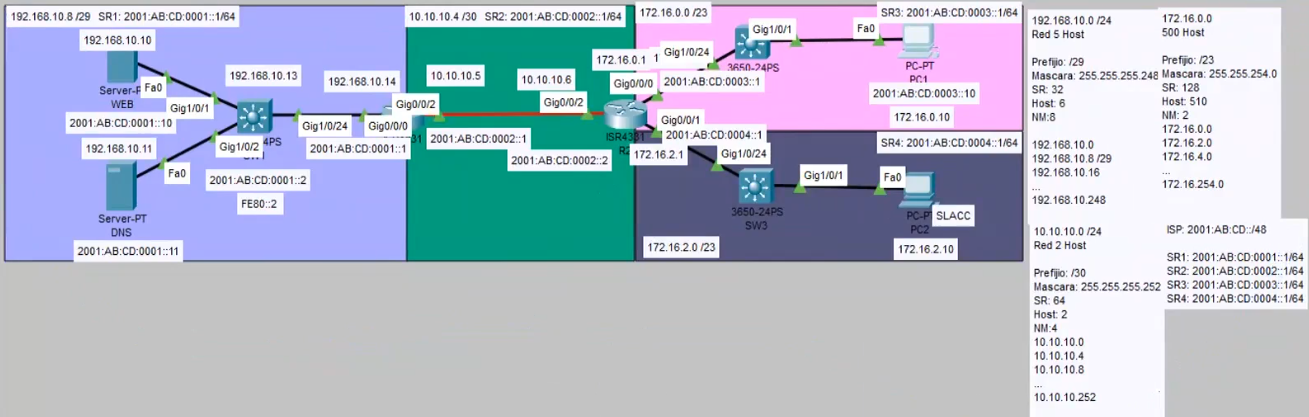 192.168.10.8 /29 SR1: 2001:AB:CD:0001::1/64
192.168.10.10
Server-P
WEB
Fa0
Gig1/0/1
2001:AB:CD:0001::10
192.168.10.11
Server-PT
DNS
Fa0
2001:AB:CD:0001::11
192.168.10.13
4PS
Gig1/0/2
2001:AB:CD:0001::2
FE80::2
Gig1/0/24
192.168.10.14
Gig0/0/0
2001:AB:CD:0001::1
10.10.10.4 /30 SR2: 2001:AB:CD:0002::1/64
Gig0/0/2
10.10.10.5
2001:AB:CD:0002::1
10.10.10.6
Gig0/0/2
2001:AB:CD:0002::2
ISR4331
172.16.0.0 /23
SR3: 2001:AB:CD:0003::1/64
172.16.0.1
Gig0/0/0
Gig1/0/24
2001:AB:CD:0003::1
Gig1/0/1
3650-24PS
Fa0
PC-PT
PC1
2001:AB:CD:0003::10
172.16.0.10
SR4: 2001:AB:CD:0004::1/64
Gig0/0/1
2001:AB:CD:0004::1
172.16.2.1
Gig1/0/24
3650-24PS
SW3
Gig1/0/1
Fa0
PC-PT
PC2
SLACC
172.16.2.0 /23
172.16.2.10
192.168.10.0 /24
Red 5 Host
Prefijio: /29
Mascara: 255.255.255.248
SR: 32
Host: 6
NM:8
192.168.10.0
192.168.10.8 /29
192.168.10.16
...
192.168.10.248
172.16.0.0
500 Host
Prefijio: /23
Mascara: 255.255.254.0
SR: 128
Host: 510
NM: 2
172.16.0.0
172.16.2.0
172.16.4.0
...
172.16.254.0
10.10.10.0 /24
Red 2 Host
Prefijio: /30
Mascara: 255.255.255.252
SR: 64
Host: 2
NM:4
10.10.10.0
10.10.10.4
10.10.10.8
...
10.10.10.252
ISP: 2001:AB:CD::/48
SR1: 2001:AB:CD:0001::1/64
SR2: 2001:AB:CD:0002::1/64
SR3: 2001:AB:CD:0003::1/64
SR4: 2001:AB:CD:0004::1/64